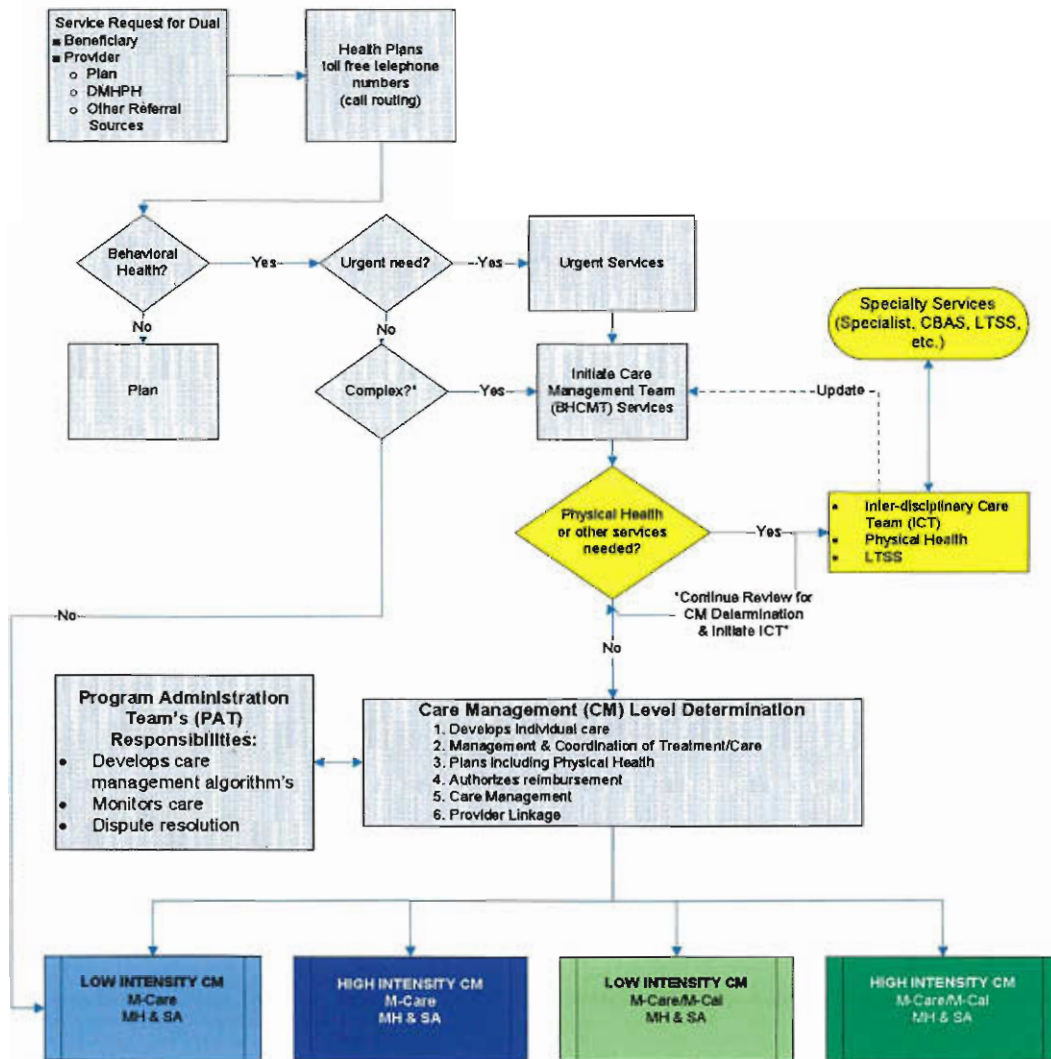 Service Request for Dual
■ Beneficiary
■ Provider
o Plan
o DMHPH
o Other Referral
Sources
Health Plans
toll free telephone
numbers
(call routing)
Behavioral
Health?
Yes
Urgent need?
Yes
Urgent Services
No
No
Plan
Complex?*
Yes
Initiate Care
Management Team
(BHCMT) Services
Update
Specialty Services
(Specialist, CBAS, LTSS,
etc.)
Physical Health
or other services
needed?
Yes
• Inter-disciplinary Care
Team (ICT)
• Physical Health
• LTSS
*Continue Review for
CM Determination
& Initiate ICT*
No
No
Program Administration
Team's (PAT)
Responsibilities:
• Develops care
management algorithm's
• Monitors care
• Dispute resolution
Care Management (CM) Level Determination
1. Develops individual care
2. Management & Coordination of Treatment/Care
3. Plans Including Physical Health
4. Authorizes reimbursement
5. Care Management
6. Provider Linkage
LOW INTENSITY CM
M-Care
MH & SA
HIGH INTENSITY CM
M-Care
MH & SA
LOW INTENSITY CM
M-Care/M-Cal
MH & SA
HIGH INTENSITY CM
M-Care/M-Cal
MH & SA